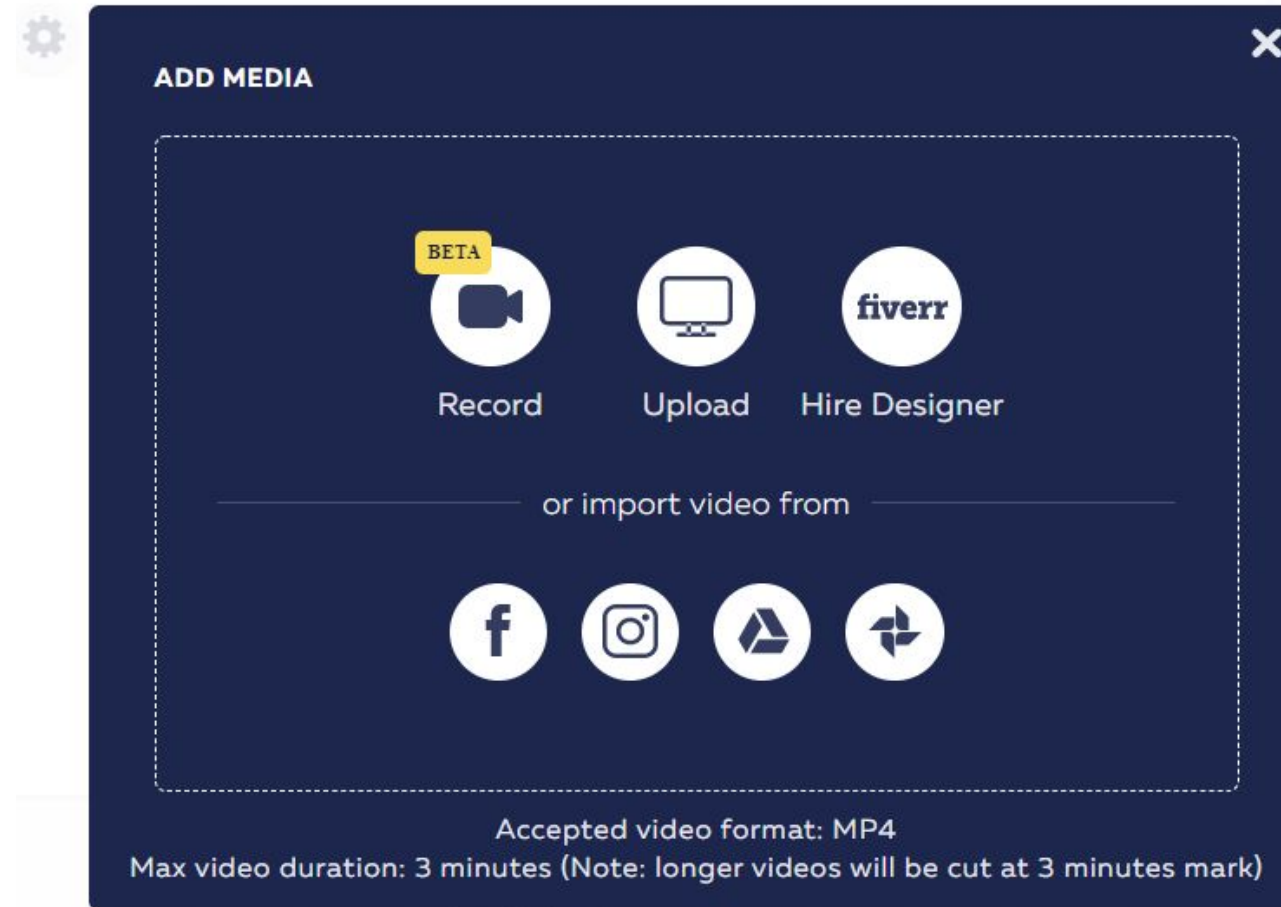 ADD MEDIA
BETA
fiverr
Record Upload Hire Designer
or import video from
Accepted video format: MP4
Max video duration: 3 minutes (Note: longer videos will be cut at 3 minutes mark)